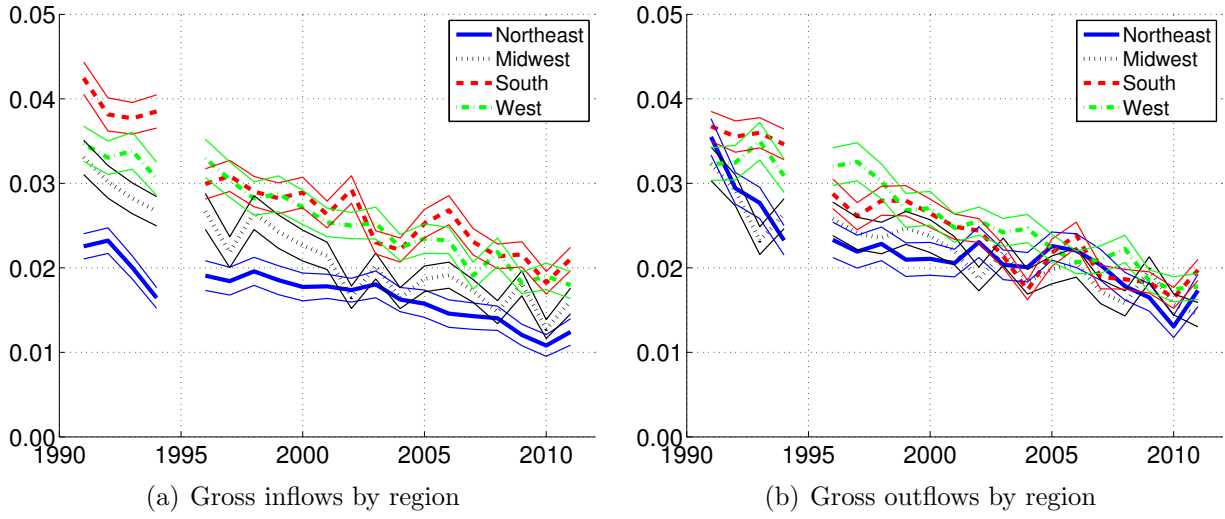 0.05
0.04
0.03
0.02
0.01
0.00
1990 1995 2000 2005 2010
Northeast
Midwest
South
West
(a) Gross inflows by region
0.05
0.04
0.03
0.02
0.01
0.00
1990 1995 2000 2005 2010
Northeast
Midwest
South
West
(b) Gross outflows by region